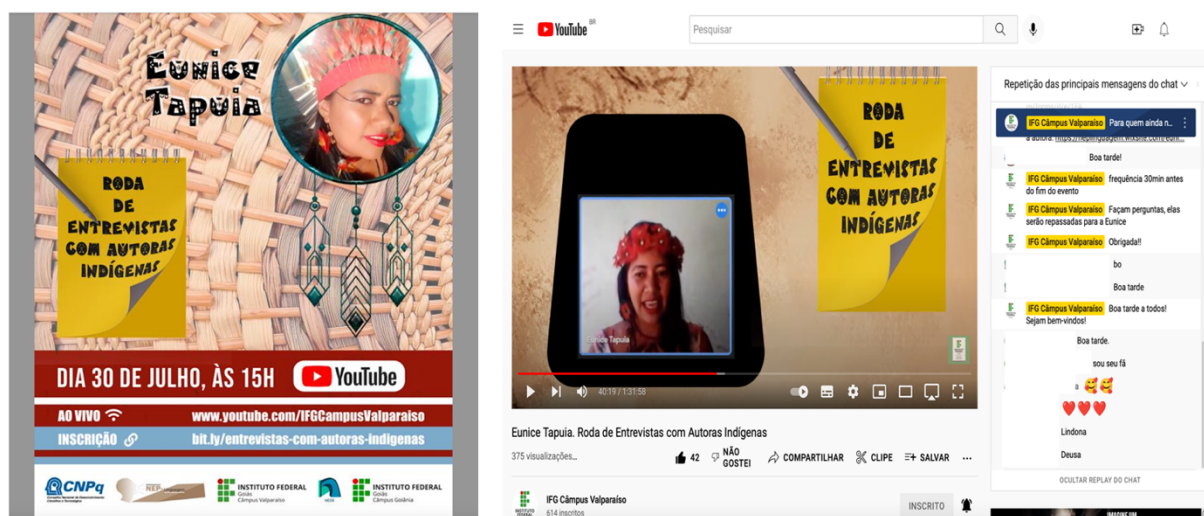 Eunice
Tapuia
RODA
DE
ENTREVISTAS
COM AUTORAS
INDÍGENAS
DIA 30 DE JULHO, ÀS 15H YouTube
AO VIVO www.youtube.com/IFGCampusValparaiso
INSCRIÇÃO bit.ly/entrevistas-com-autoras-indigenas
CNPq
NEP
INSTITUTO FEDERAL
Goiás
Câmpus Valparaíso
INSTITUTO FEDERAL
Goiás
Câmpus Goiânia
YouTube BR
Pesquisar
RODA
DE
ENTREVISTAS
COM AUTORAS
INDÍGENAS
Eunice Tapuia
40:19 / 1:31:58
Eunice Tapuia. Roda de Entrevistas com Autoras Indígenas
375 visualizações...
42 NÃO GOSTEI COMPARTILHAR CLIPE SALVAR ...
IFG Câmpus Valparaíso
614 inscritos
INSCRITO
Repetição das principais mensagens do chat
IFG Câmpus Valparaíso Para quem ainda n...
Boa tarde!
IFG Câmpus Valparaíso frequência 30min antes
do fim do evento
IFG Câmpus Valparaíso Façam perguntas, elas
serão repassadas para a Eunice
IFG Câmpus Valparaíso Obrigada!!
bo
Boa tarde
IFG Câmpus Valparaíso Boa tarde a todos!
Sejam bem-vindos!
Boa tarde.
sou seu fã
a 🥰🥰
❤️❤️❤️
Lindona
Deusa
OCULTAR REPLAY DO CHAT